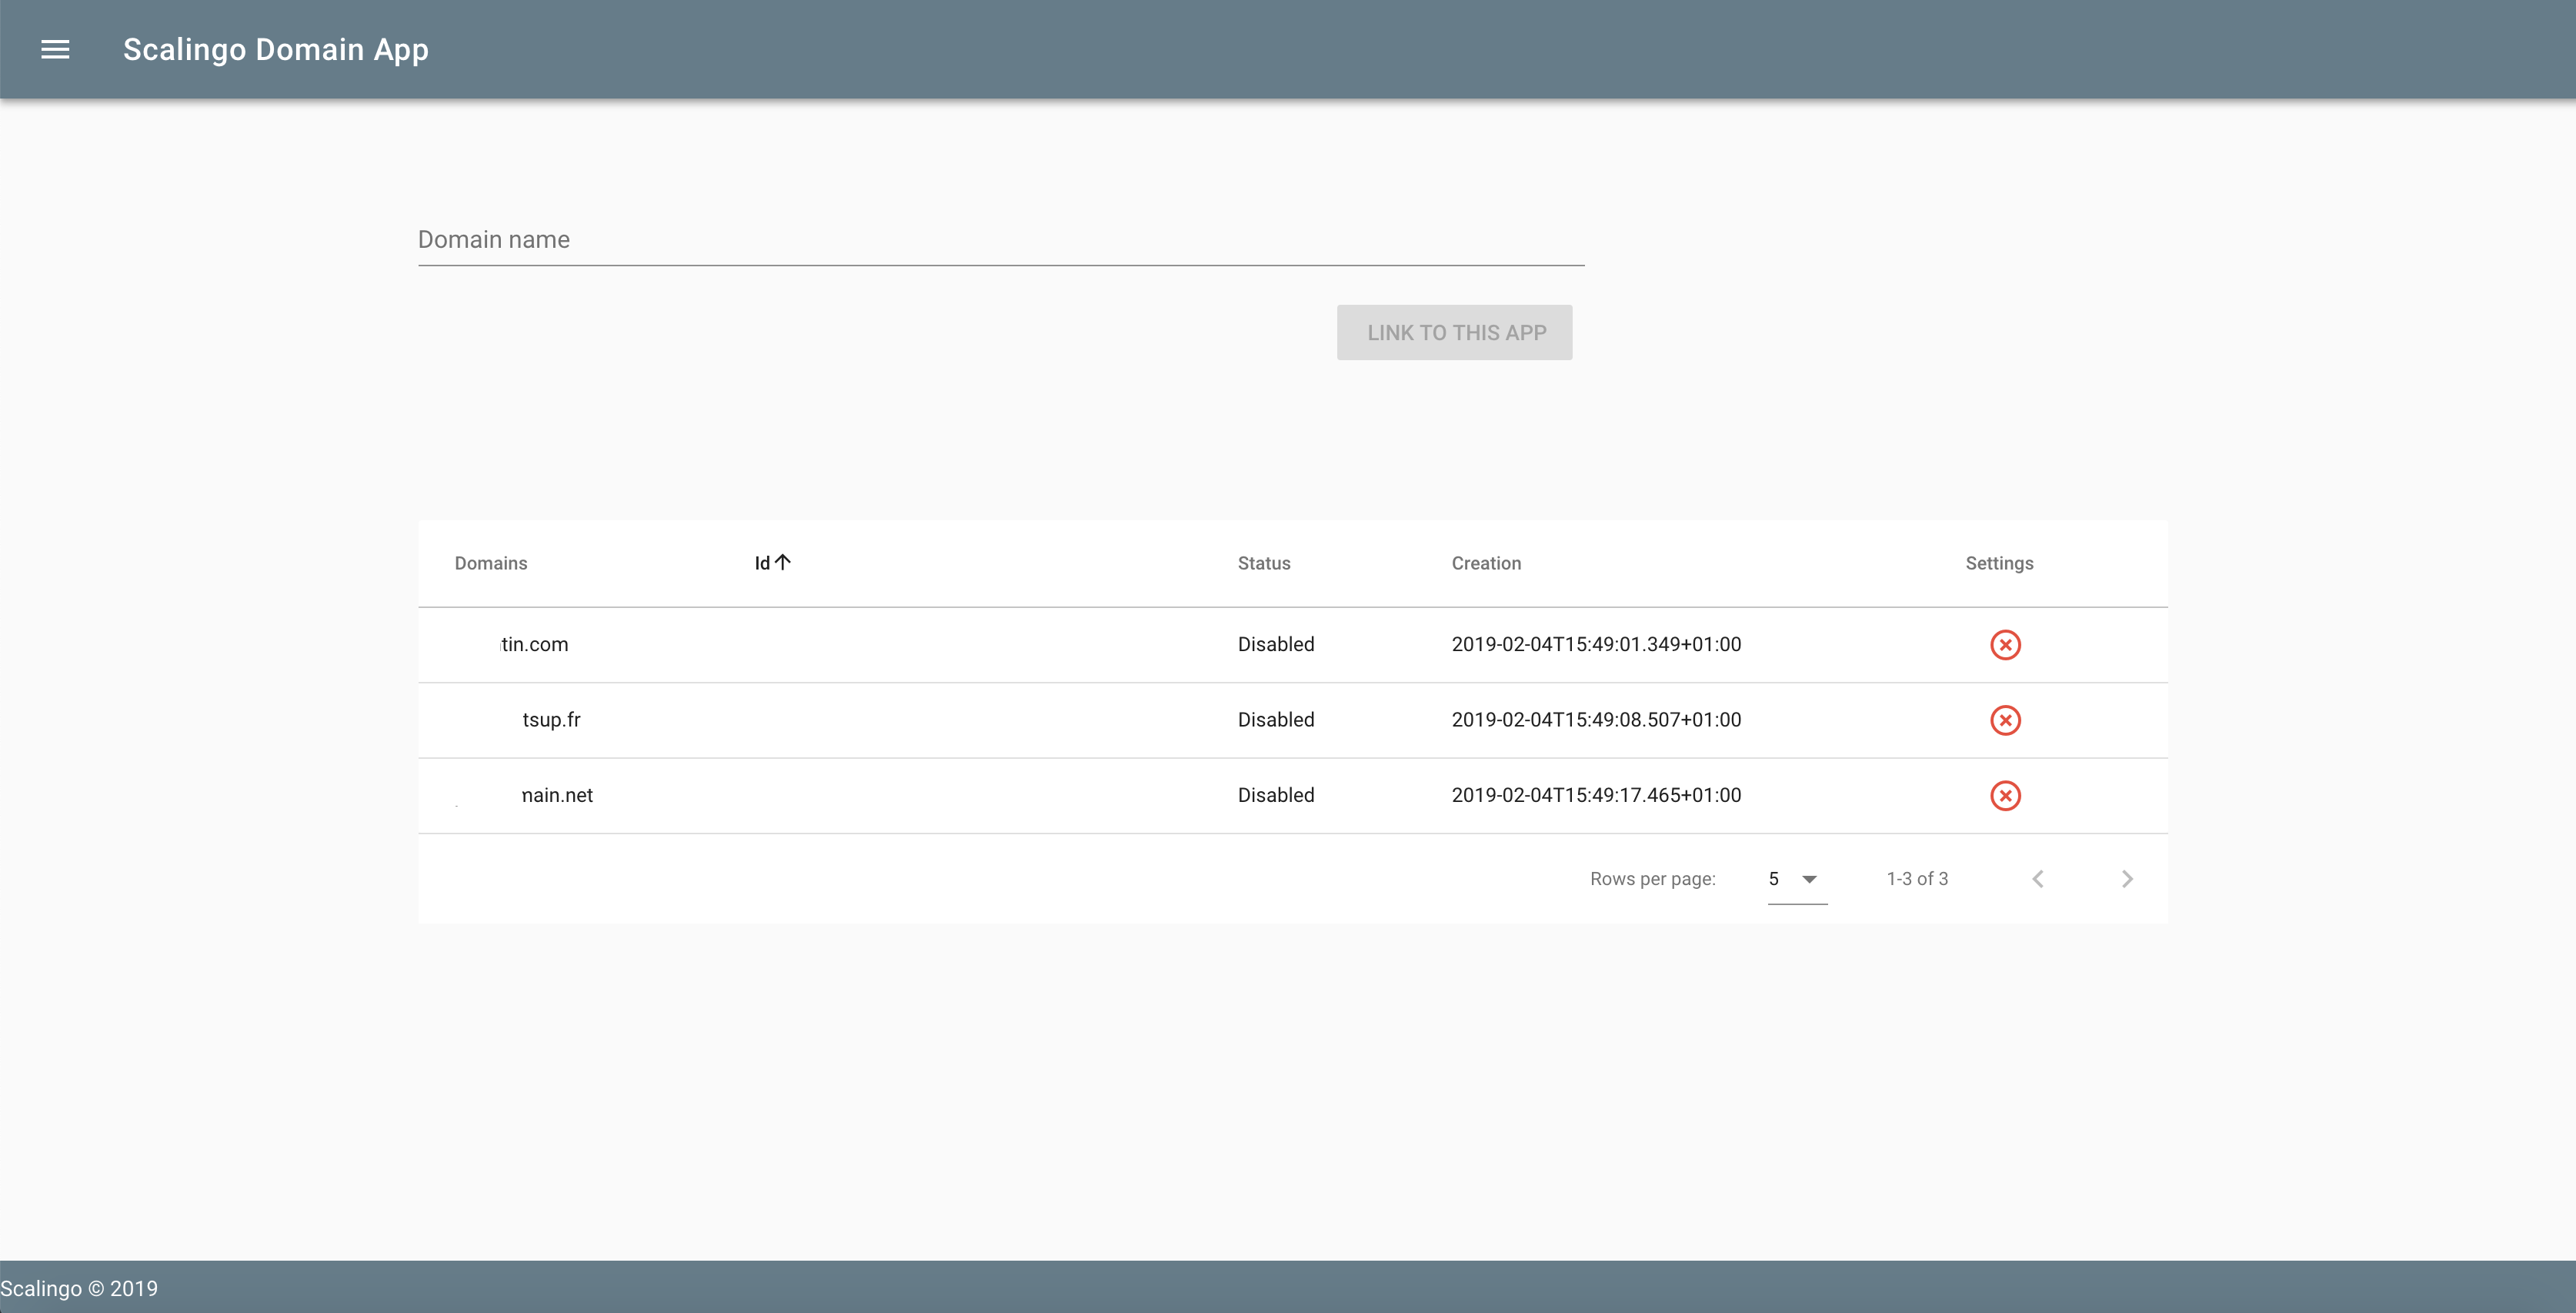 Scalingo Domain App
Domain name
LINK TO THIS APP
Domains Id Status Creation Settings
tin.com Disabled 2019-02-04T15:49:01.349+01:00
tsup.fr Disabled 2019-02-04T15:49:08.507+01:00
main.net Disabled 2019-02-04T15:49:17.465+01:00
Rows per page: 5 1-3 of 3
Scalingo © 2019